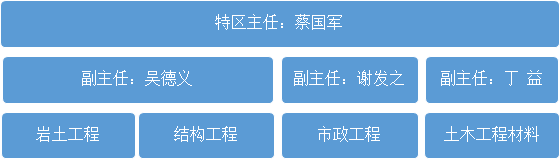 特区主任：蔡国军
副主任：吴德义 副主任：谢发之 副主任：丁 益
岩土工程 结构工程 市政工程 土木工程材料